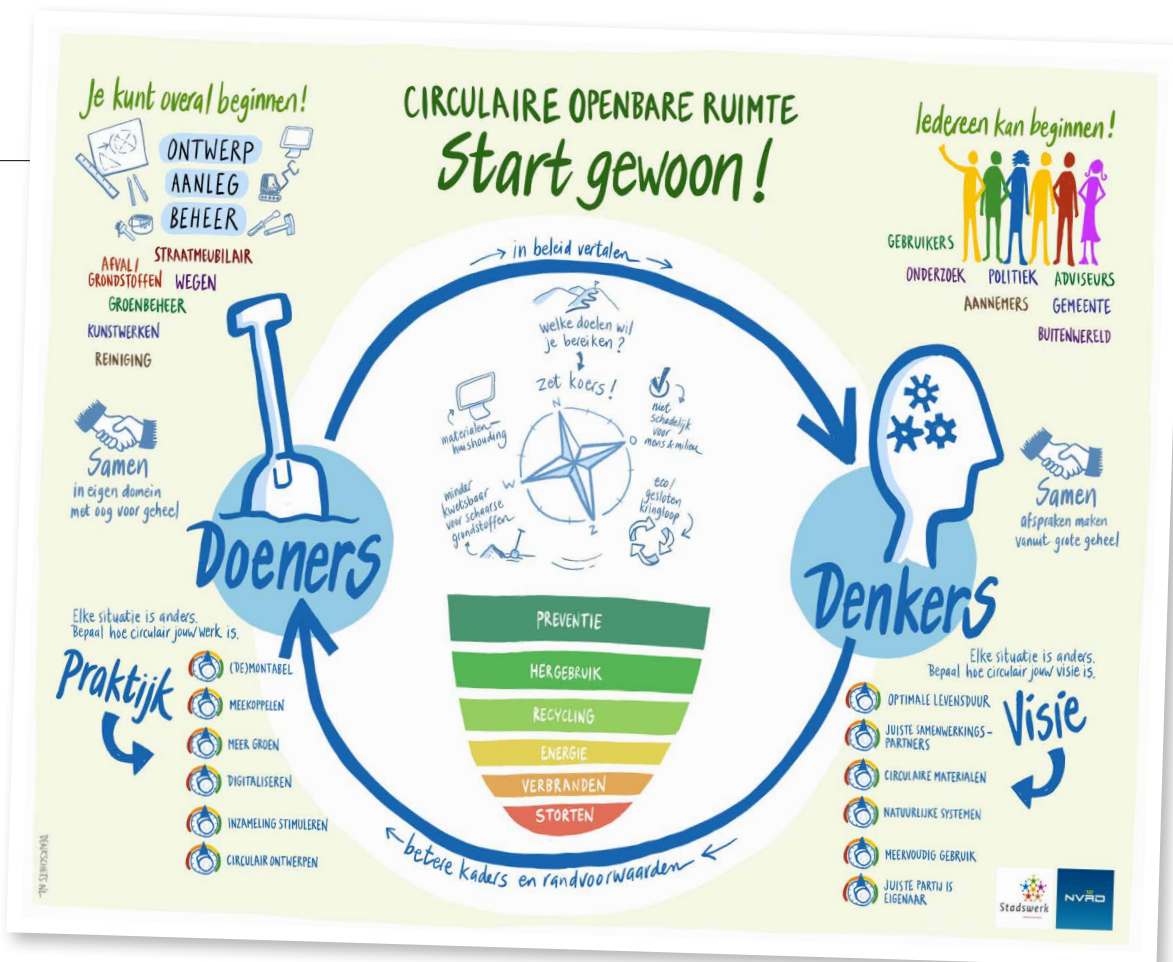 Je kunt overal beginnen!
ONTWERP
AANLEG
BEHEER
STRAATMEUBILAIR
AFVAL/
GRONDSTOFFEN
WEGEN
GROENBEHEER
KUNSTWERKEN
REINIGING
CIRCULAIRE OPENBARE RUIMTE
Start gewoon!
Iedereen kan beginnen!
GEBRUIKERS
ONDERZOEK
POLITIEK
ADVISEURS
AANNEMERS
GEMEENTE
BUITENWERELD
in beleid vertalen
welke doelen wil
je bereiken?
zet koers!
N
O
Z
W
materialen-
huishouding
niet
schadelijk
voor
mens & milieu
minder
kwetsbaar
voor schaarse
grondstoffen
eco/
gesloten
kringloop
Samen
in eigen domein
met oog voor geheel
Doeners
Samen
afspraken maken
vanuit grote geheel
Denkers
PREVENTIE
HERGEBRUIK
RECYCLING
ENERGIE
VERBRANDEN
STORTEN
betere kaders en randvoorwaarden
Elke situatie is anders.
Bepaal hoe circulair jouw werk is.
Praktijk
(DE)MONTABEL
MEEKOPPELEN
MEER GROEN
DIGITALISEREN
INZAMELING STIMULEREN
CIRCULAIR ONTWERPEN
Elke situatie is anders.
Bepaal hoe circulair jouw visie is.
Visie
OPTIMALE LEVENSDUUR
JUISTE SAMENWERKINGS-
PARTNERS
CIRCULAIRE MATERIALEN
NATUURLIJKE SYSTEMEN
MEERVOUDIG GEBRUIK
JUISTE PARTIJ IS
EIGENAAR
Stadswerk
NVRD